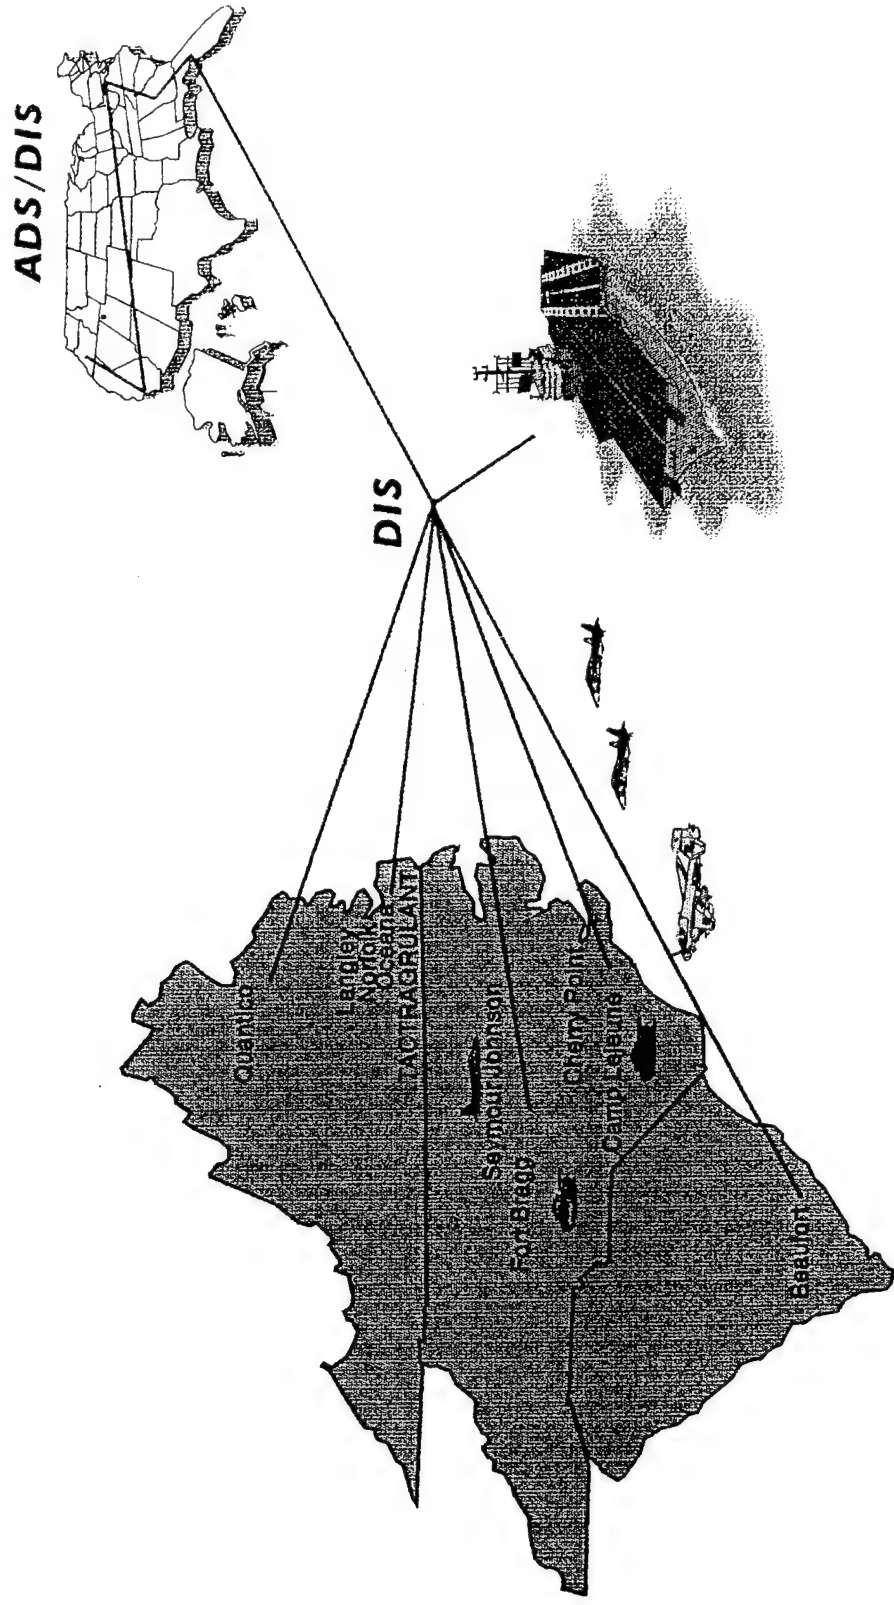 ADS/DIS
DIS
Quantico
Langley
Norfolk
Oceana
TACTRAGRULANT
Seymour Johnson
Fort Bragg
Cherry Point
Camp Lejeune
Beaufort